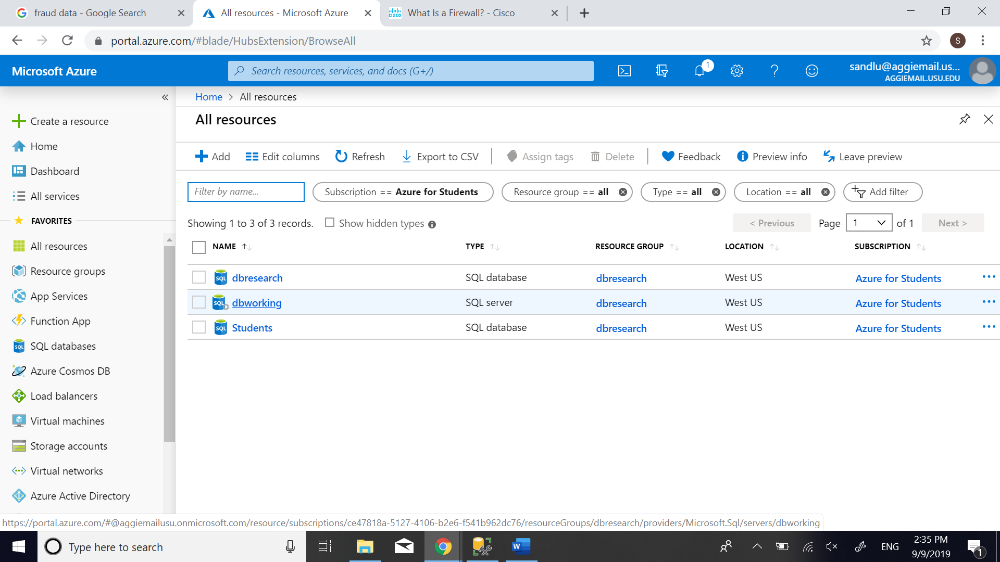 fraud data - Google Search
All resources - Microsoft Azure
What Is a Firewall? - Cisco
portal.azure.com/#blade/HubsExtension/BrowseAll
S
Microsoft Azure
Search resources, services, and docs (G+/)
1
sandlu@aggiemail.us...
AGGIEMAIL.USU.EDU
Home > All resources
All resources
Create a resource
Home
Dashboard
All services
FAVORITES
All resources
Resource groups
App Services
Function App
SQL databases
Azure Cosmos DB
Load balancers
Virtual machines
Storage accounts
Virtual networks
Azure Active Directory
Add Edit columns Refresh Export to CSV Assign tags Delete Feedback Preview info Leave preview
Filter by name... Subscription == Azure for Students Resource group == all Type == all Location == all Add filter
Showing 1 to 3 of 3 records. Show hidden types < Previous Page 1 of 1 Next >
NAME TYPE RESOURCE GROUP LOCATION SUBSCRIPTION
SQL dbresearch SQL database dbresearch West US Azure for Students ...
SQL dbworking SQL server dbresearch West US Azure for Students ...
SQL Students SQL database dbresearch West US Azure for Students ...
https://portal.azure.com/#@aggiemailusu.onmicrosoft.com/resource/subscriptions/ce47818a-5127-4106-b2e6-f541b962dc76/resourceGroups/dbresearch/providers/Microsoft.Sql/servers/dbworking
Type here to search
W
ENG
2:35 PM
9/9/2019
1